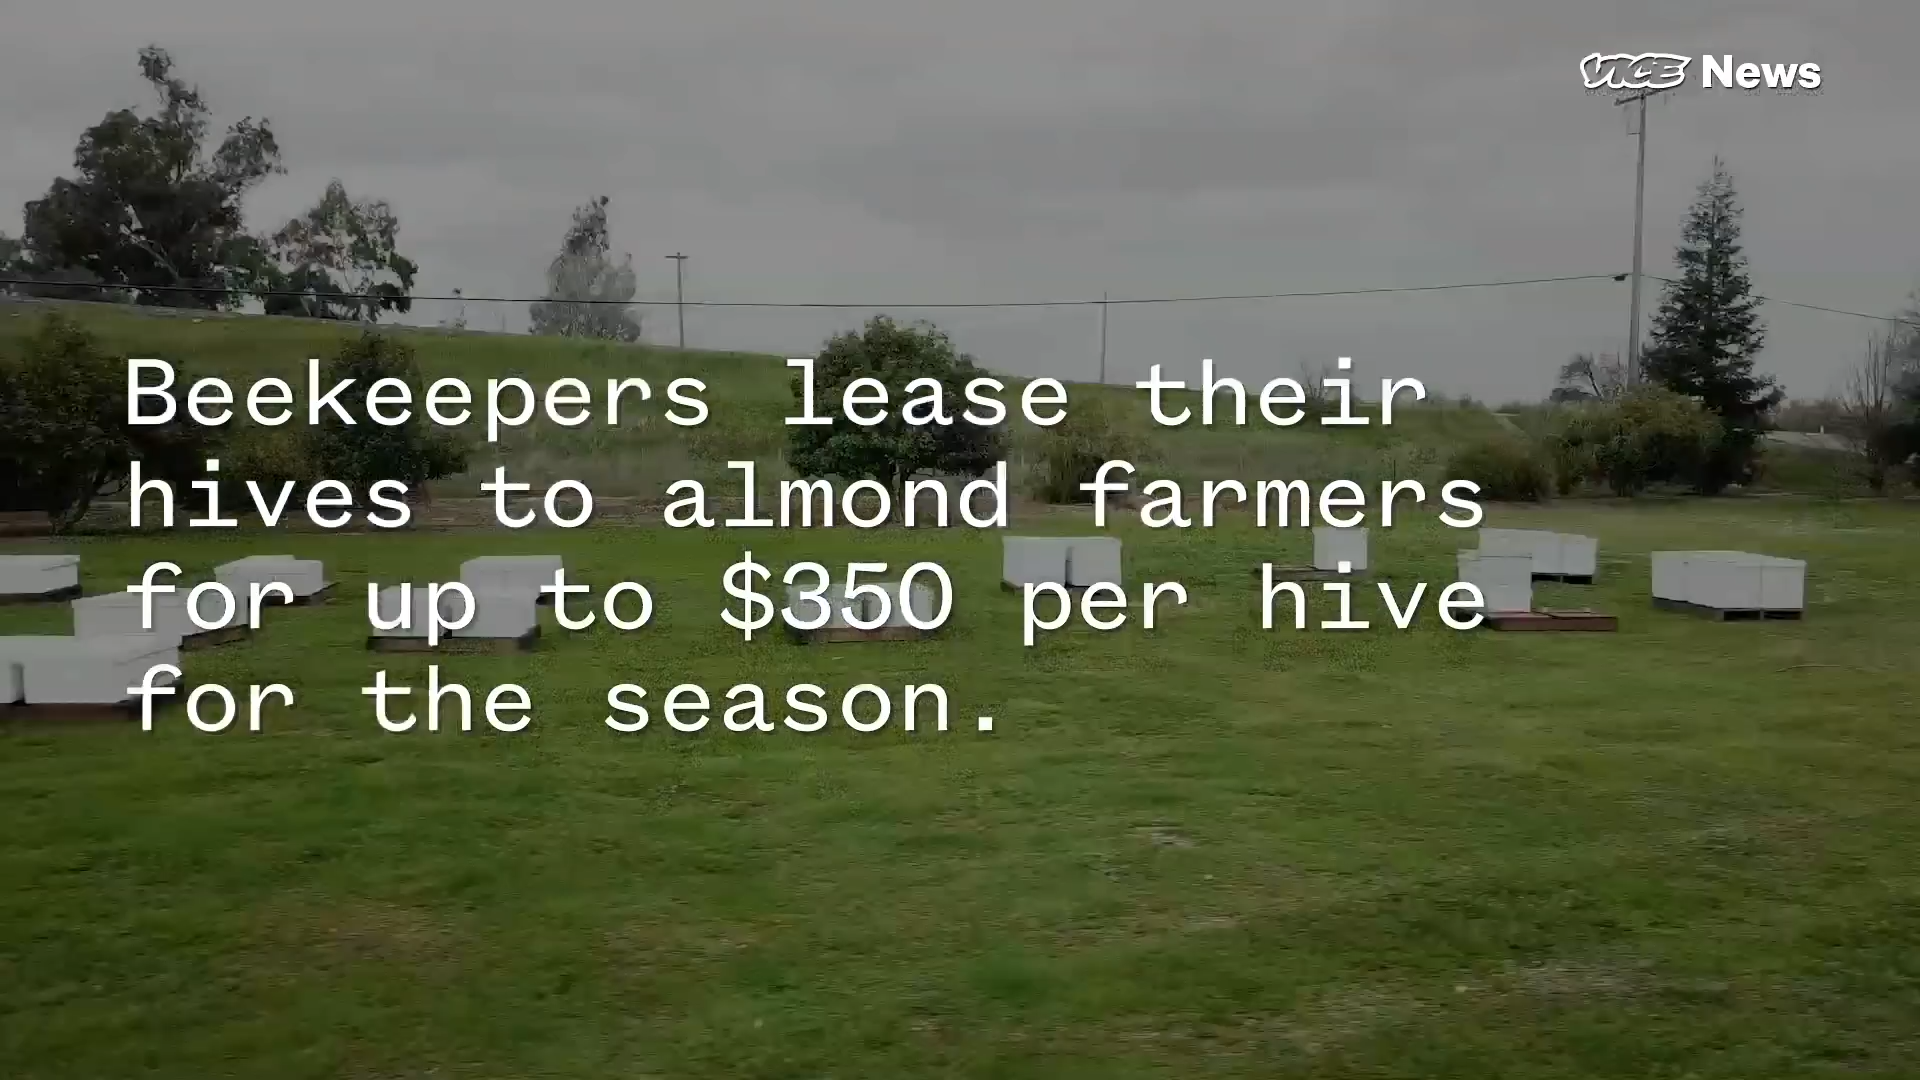 VICE News
Beekeepers lease their
hives to almond farmers
for up to $350 per hive
for the season.